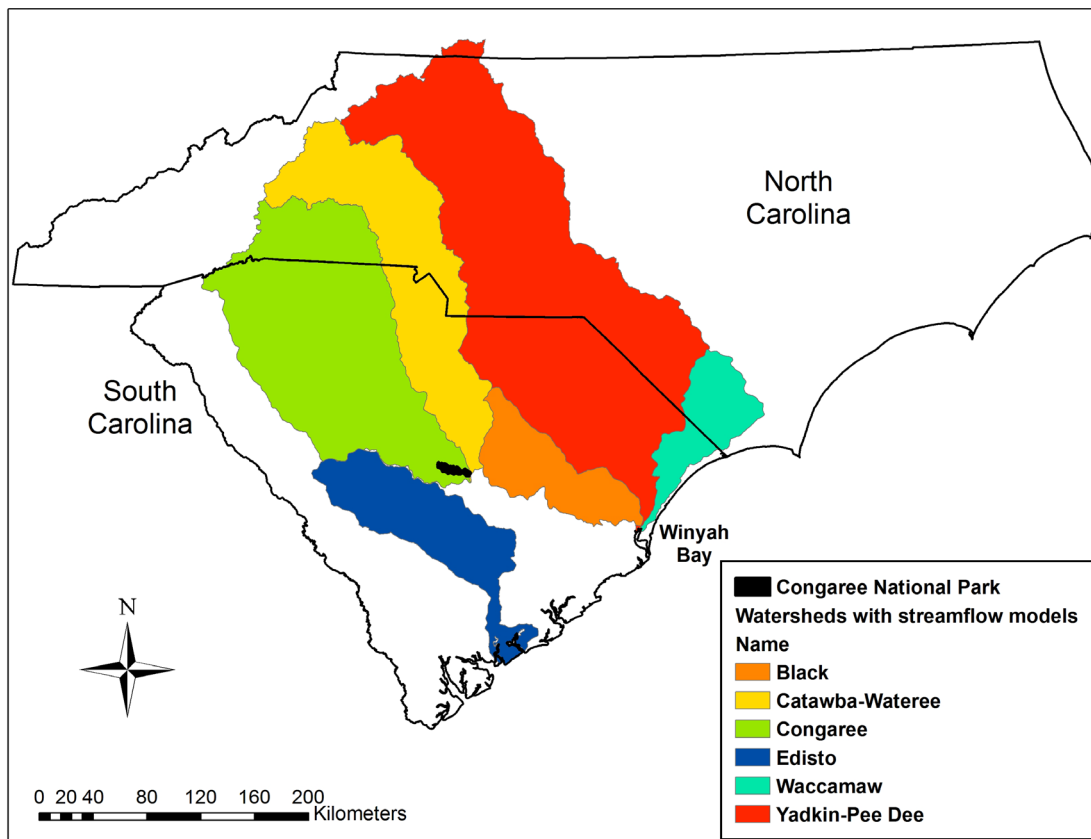 North
Carolina
South
Carolina
Winyah
Bay
N
0 20 40 80 120 160 200
Kilometers
Congaree National Park
Watersheds with streamflow models
Name
Black
Catawba-Wateree
Congaree
Edisto
Waccamaw
Yadkin-Pee Dee